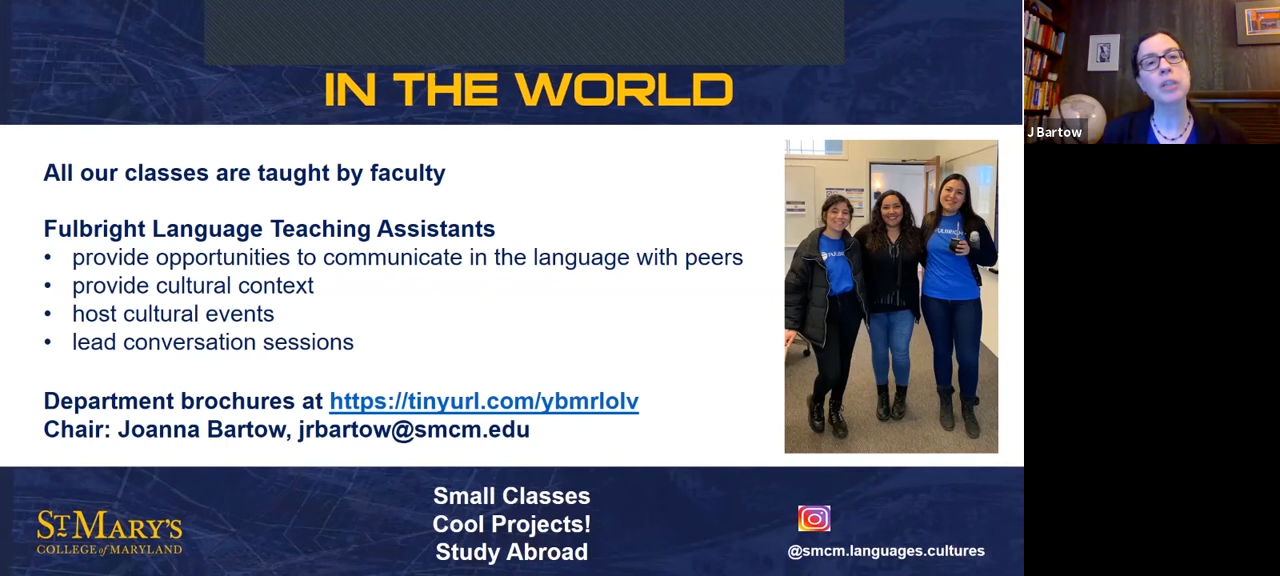 IN THE WORLD
All our classes are taught by faculty
Fulbright Language Teaching Assistants
• provide opportunities to communicate in the language with peers
• provide cultural context
• host cultural events
• lead conversation sessions
Department brochures at https://tinyurl.com/ybmrlolv
Chair: Joanna Bartow, jrbartow@smcm.edu
J Bartow
FULBRIGHT
Small Classes
Cool Projects!
Study Abroad
ST MARY'S
COLLEGE of MARYLAND
@smcm.languages.cultures